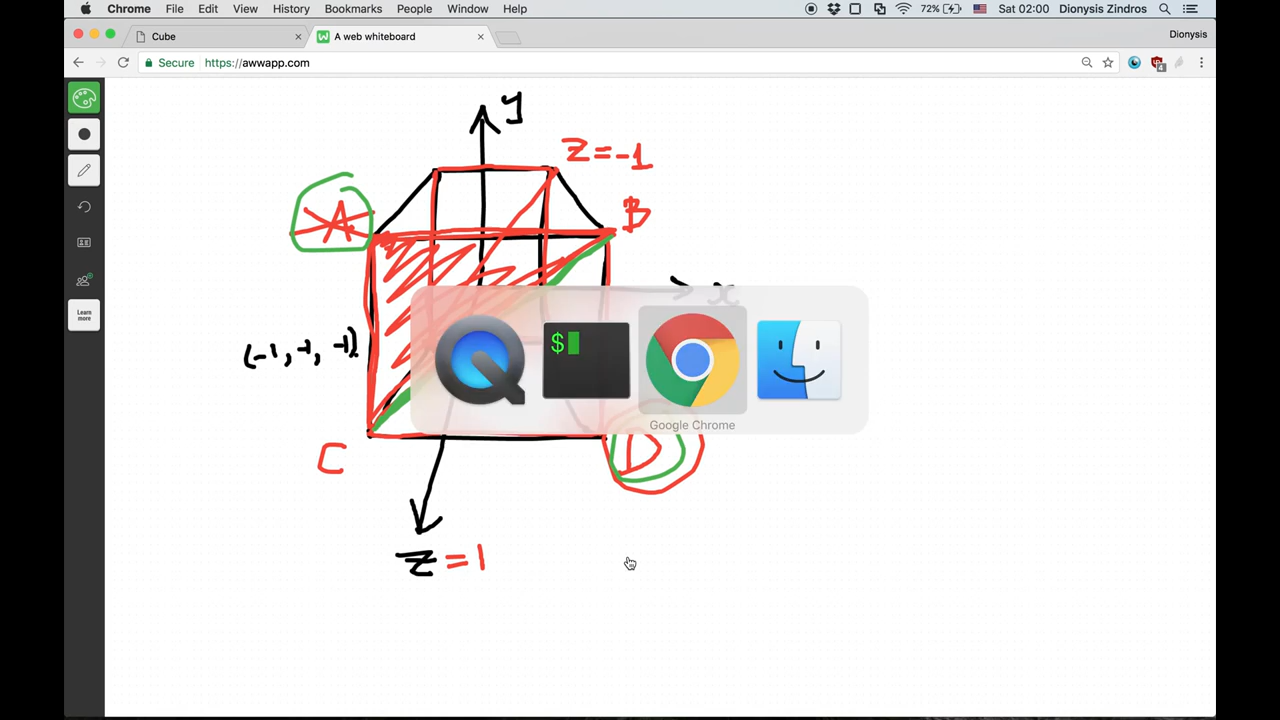 Chrome File Edit View History Bookmarks People Window Help 72% Sat 02:00 Dionysis Zindros
Cube A web whiteboard Dionysis
Secure https://awwapp.com 4
y
z=-1
A B
x
(-1, -1, -1)
$
Google Chrome
C D
z=1
Learn more